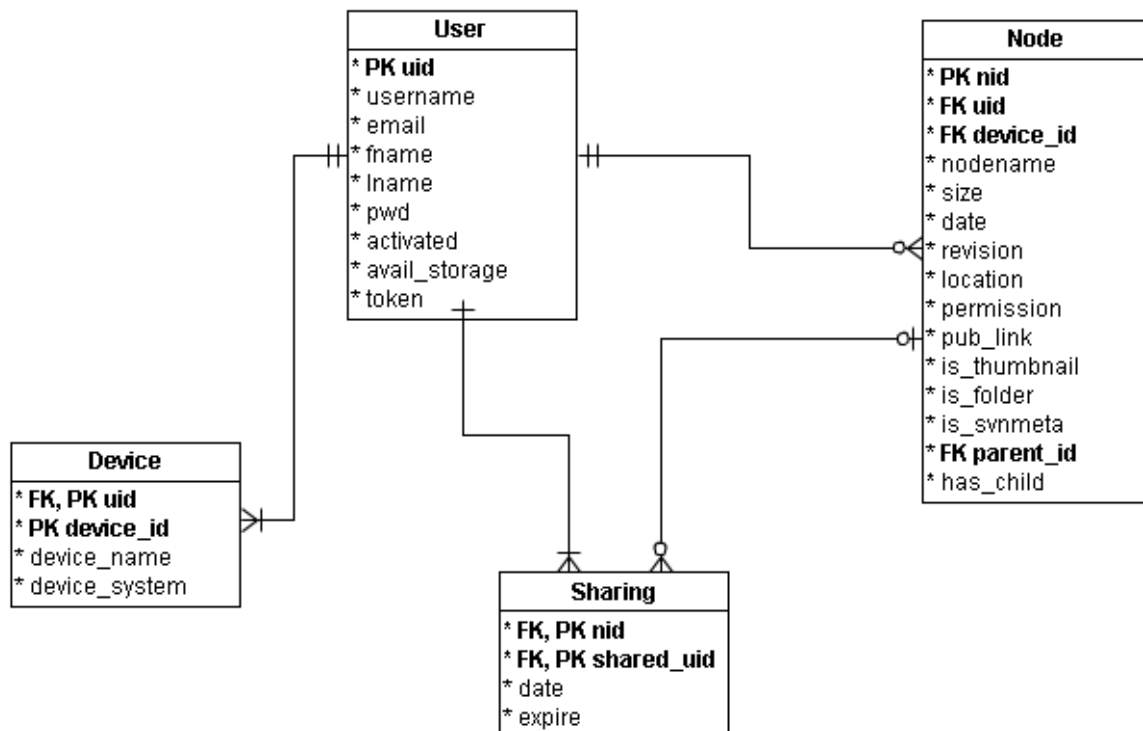 User
* PK uid
* username
* email
* fname
* lname
* pwd
* activated
* avail_storage
* token
Node
* PK nid
* FK uid
* FK device_id
* nodename
* size
* date
* revision
* location
* permission
* pub_link
* is_thumbnail
* is_folder
* is_svnmeta
* FK parent_id
* has_child
Device
* FK, PK uid
* PK device_id
* device_name
* device_system
Sharing
* FK, PK nid
* FK, PK shared_uid
* date
* expire